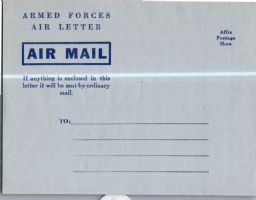 ARMED FORCES
AIR LETTER
AIR MAIL
Affix
Postage
Here
If anything is enclosed in this
letter it will be sent by ordinary
mail.
TO: